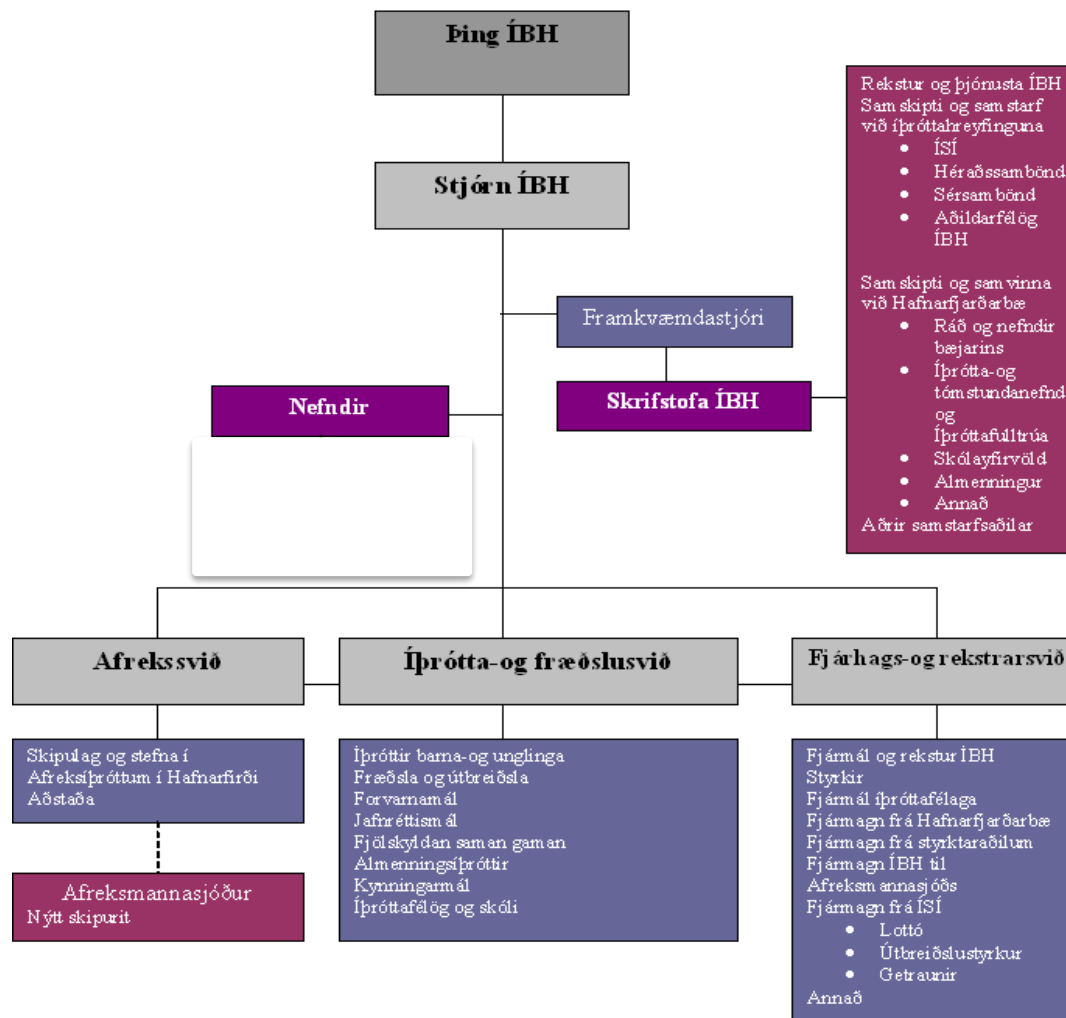 Þing ÍBH
Stjórn ÍBH
Framkvæmdastjóri
Nefndir
Skrifstofa ÍBH
Rekstur og þjónusta ÍBH
Samskipti og samstarf
við íþróttahreyfinguna
• ÍSÍ
• Héraðssambönd
• Sérsambönd
• Aðildarfélög
ÍBH
Samskipti og samvinna
við Hafnarfjarðarbæ
• Ráð og nefndir
bæjarins
• Íþrótta-og
tómstundanefnd
og
Íþróttafulltrúa
• Skólayfirvöld
• Almenningur
• Annað
Aðrir samstarfsaðilar
Afrekssvið
Skipulag og stefna í
Afreksíþróttum í Hafnarfirði
Aðstaða
Afreksmannasjóður
Nýtt skipurit
Íþrótta-og fræðslusvið
Íþróttir barna-og unglinga
Fræðsla og útbreiðsla
Forvarnamál
Jafnréttismál
Fjölskyldan saman gaman
Almenningsíþróttir
Kynningarmál
Íþróttafélög og skóli
Fjárhags-og rekstrarsvið
Fjármál og rekstur ÍBH
Styrkir
Fjármál íþróttafélaga
Fjármagn frá Hafnarfjarðarbæ
Fjármagn frá styrktaraðilum
Fjármagn ÍBH til
Afreksmannasjóðs
Fjármagn frá ÍSÍ
• Lottó
• Útbreiðslustyrkur
• Getraunir
Annað